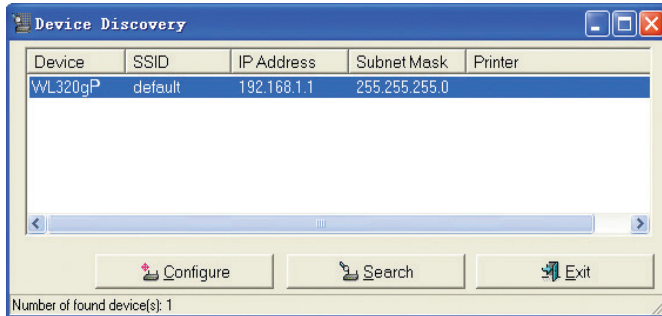 Device Discovery
Device SSID IP Address Subnet Mask Printer
WL320gP default 192.168.1.1 255.255.255.0
Configure Search Exit
Number of found device(s): 1